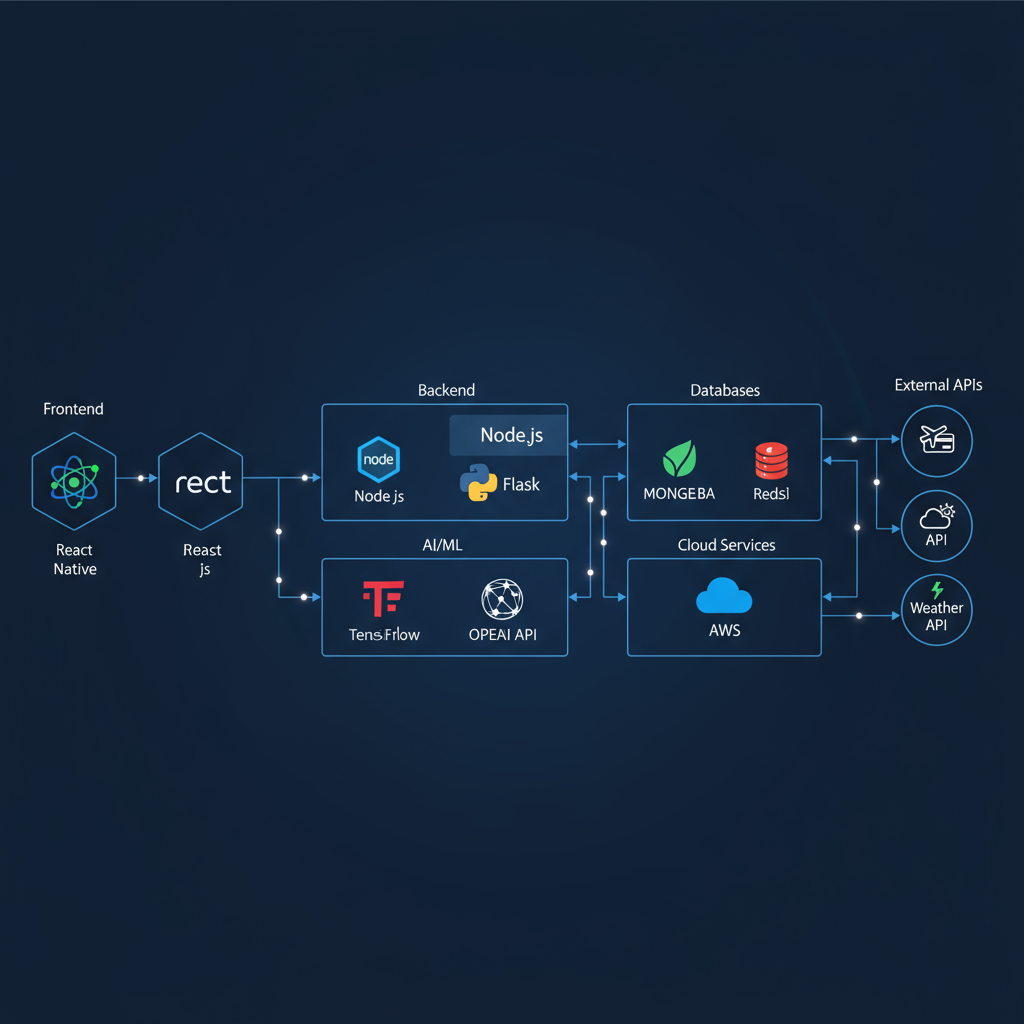 Frontend
rect
React
Native
Reast
js
Backend
node
Node js
Node.js
Flask
AI/ML
TensFrlow
OPEAI API
Databases
MONGEBA
Redsl
Cloud Services
AWS
External APIs
API
Weather
API